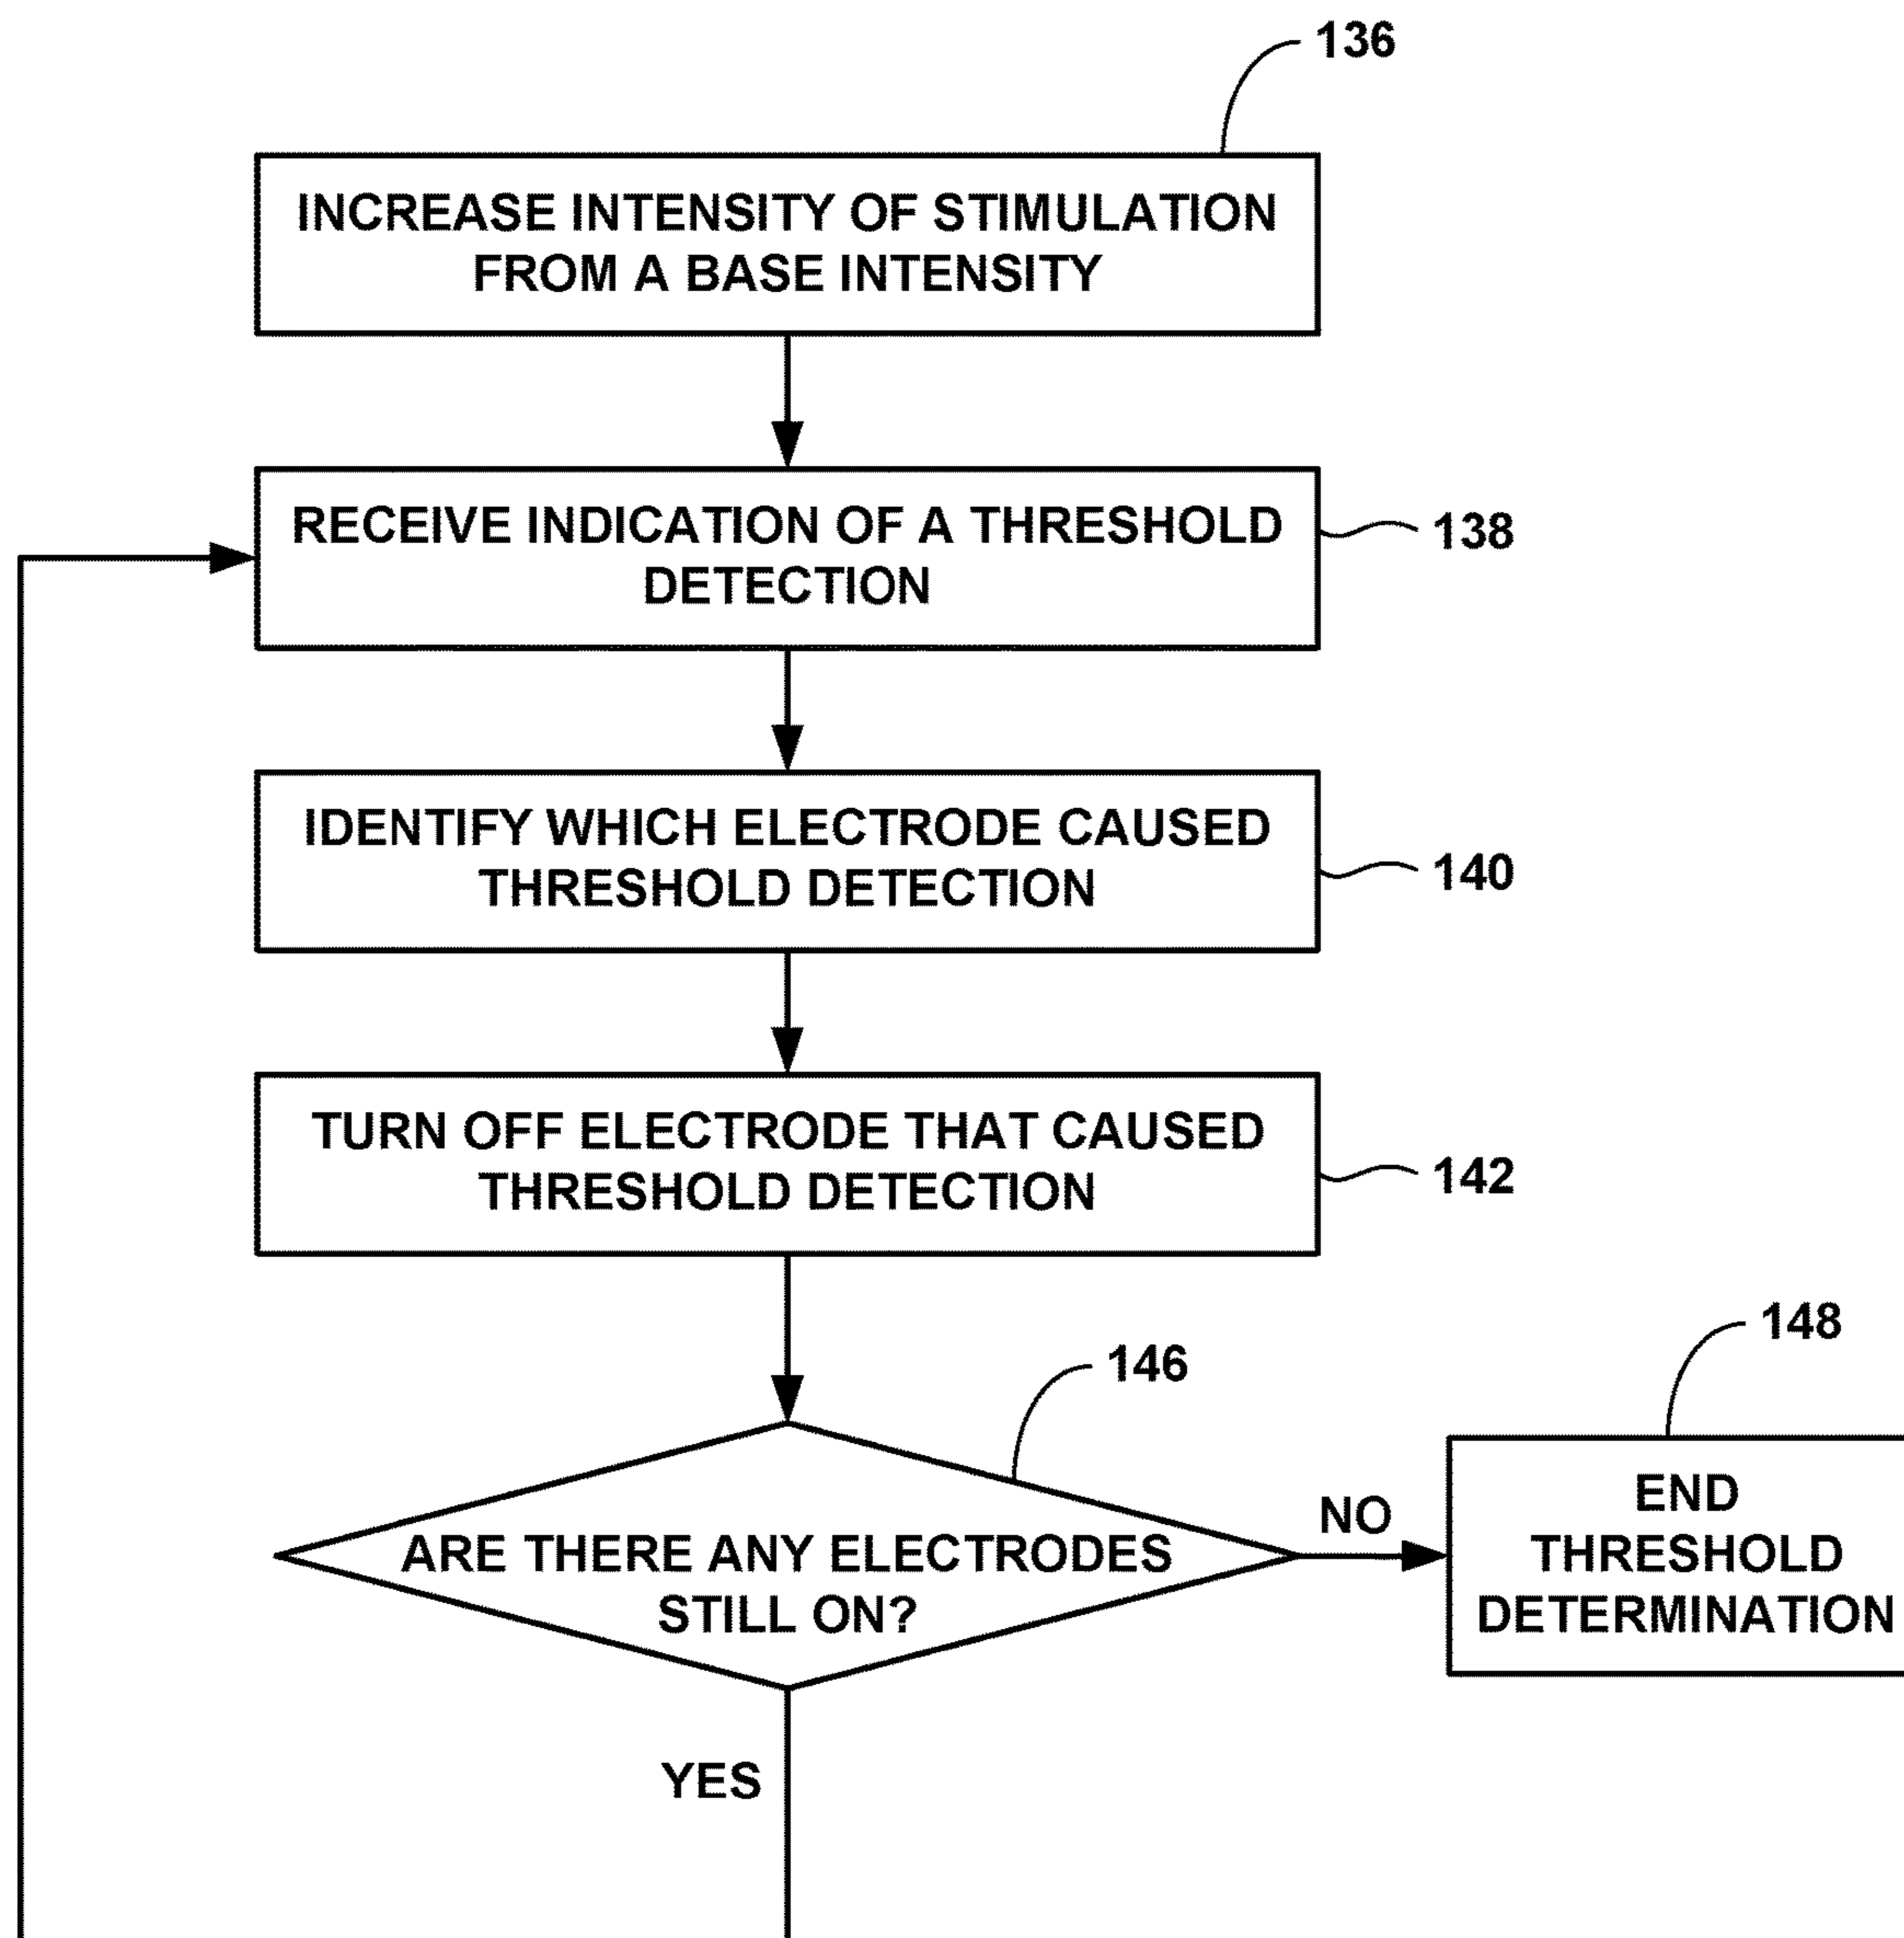 136
INCREASE INTENSITY OF STIMULATION
FROM A BASE INTENSITY
RECEIVE INDICATION OF A THRESHOLD
DETECTION
138
IDENTIFY WHICH ELECTRODE CAUSED
THRESHOLD DETECTION
140
TURN OFF ELECTRODE THAT CAUSED
THRESHOLD DETECTION
142
146
ARE THERE ANY ELECTRODES
STILL ON?
NO
148
END
THRESHOLD
DETERMINATION
YES